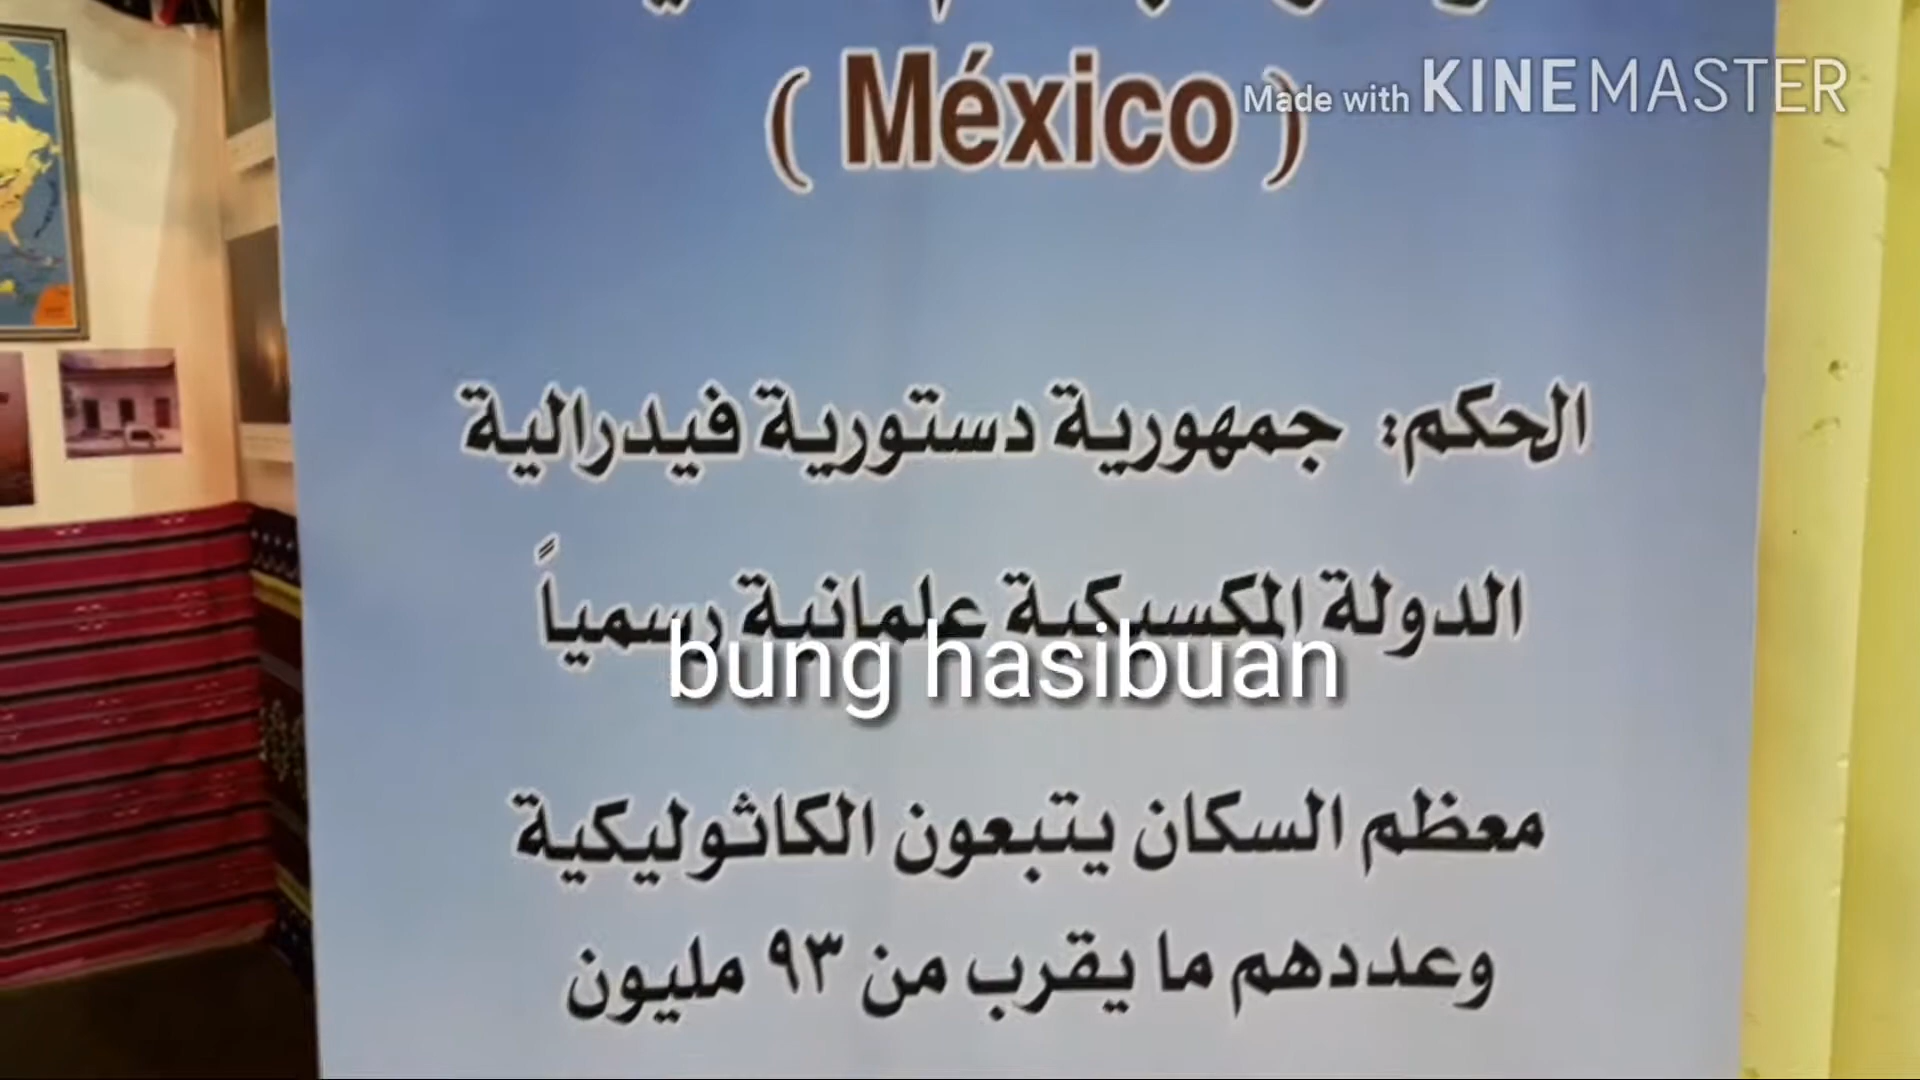 ( México )
Made with KINEMASTER
الحكم: جمهورية دستورية فيدرالية
الدولة المكسيكية علمانية رسمياً
bung hasibuan
معظم السكان يتبعون الكاثوليكية
وعددهم ما يقرب من ٩٣ مليون